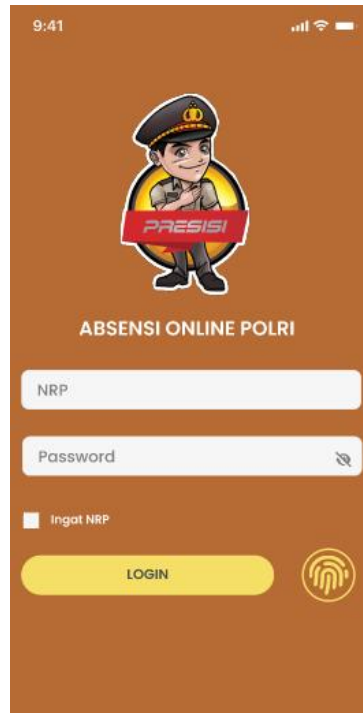 9:41
PRESISI
ABSENSI ONLINE POLRI
NRP
Password
Ingat NRP
LOGIN